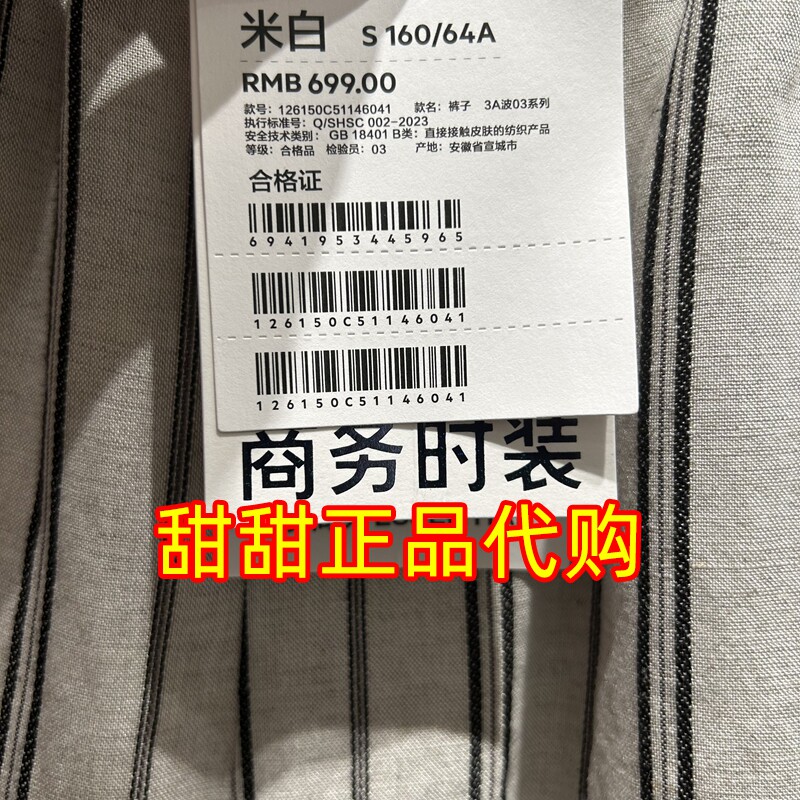 米白 S 160/64A
RMB 699.00
款号：126150C51146041 款名：裤子 3A波03系列
执行标准号：Q/SHSC 002-2023
安全技术类别：GB 18401 B类：直接接触皮肤的纺织产品
等级：合格品 检验员：03 产地：安徽省宣城市
合格证
6941953445965
126150C51146041
126150C51146041
商务时装
甜甜正品代购